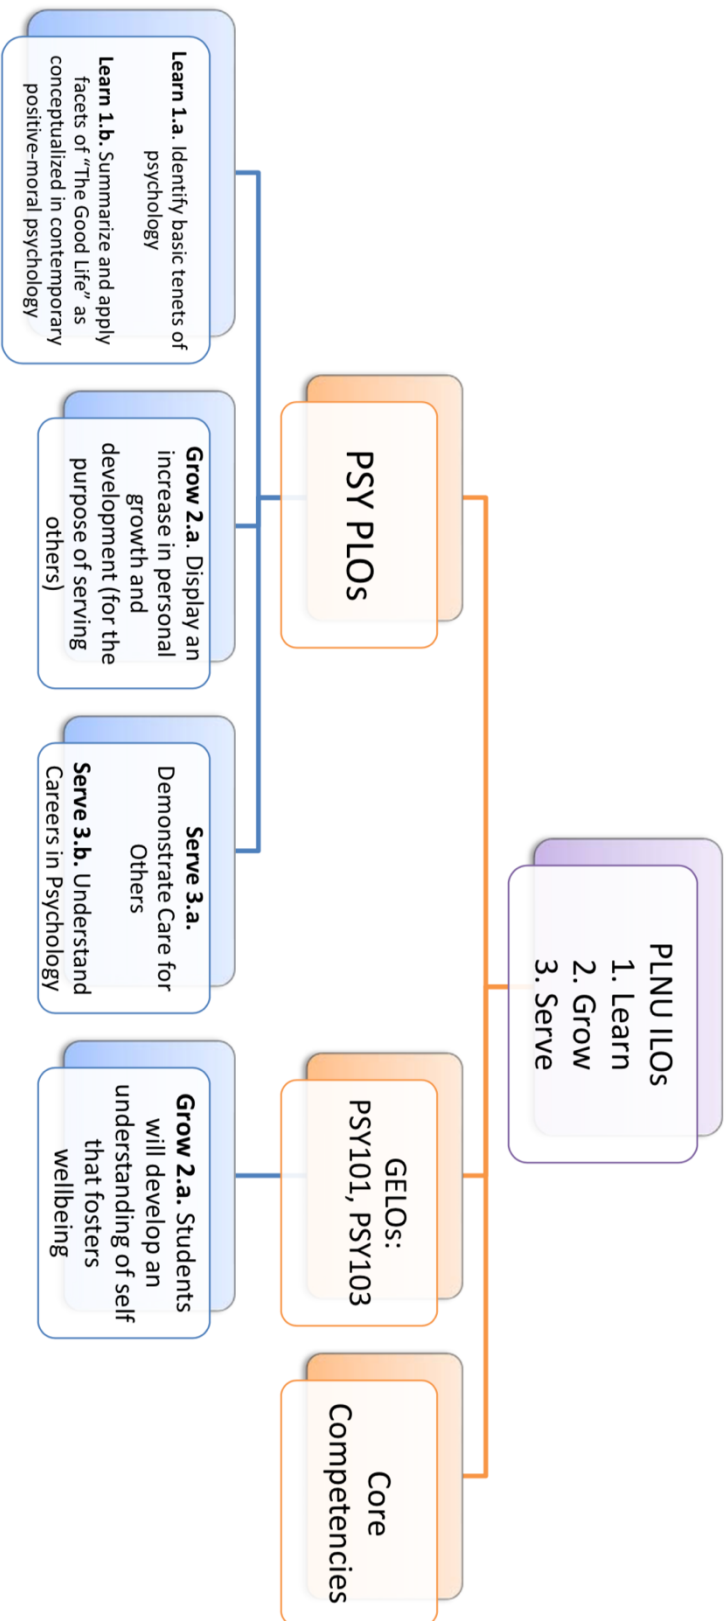 PLNU ILOs
1. Learn
2. Grow
3. Serve
PSY PLOs
GELOs:
PSY101, PSY103
Core
Competencies
Learn 1.a. Identify basic tenets of
psychology
Learn 1.b. Summarize and apply
facets of “The Good Life” as
conceptualized in contemporary
positive-moral psychology
Grow 2.a. Display an
increase in personal
growth and
development (for the
purpose of serving
others)
Serve 3.a.
Demonstrate Care for
Others
Serve 3.b. Understand
Careers in Psychology
Grow 2.a. Students
will develop an
understanding of self
that fosters
wellbeing